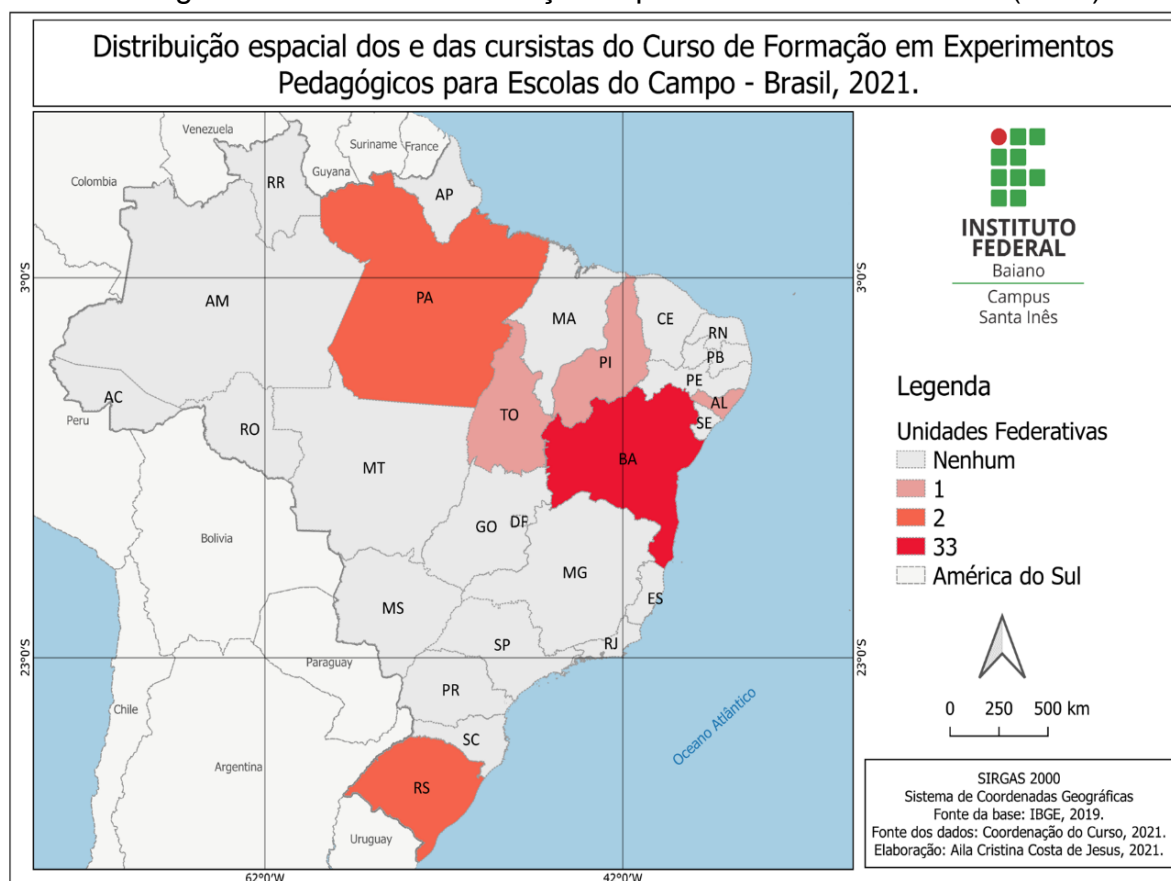 Distribuição espacial dos e das cursistas do Curso de Formação em Experimentos
Pedagógicos para Escolas do Campo - Brasil, 2021.
Venezuela
Suriname
France
Guyana
Colombia
RR
AP
3°0'S
3°0'S
AM
PA
MA
CE
RN
PB
PI
PE
AL
SE
AC
Peru
RO
TO
BA
MT
GO
DF
Bolivia
MG
ES
MS
SP
RJ
23°0'S
23°0'S
Paraguay
PR
Chile
SC
Oceano Atlântico
Argentina
RS
Uruguay
62°0'W
42°0'W
INSTITUTO
FEDERAL
Baiano
Campus
Santa Inês
Legenda
Unidades Federativas
Nenhum
1
2
33
América do Sul
0 250 500 km
SIRGAS 2000
Sistema de Coordenadas Geográficas
Fonte da base: IBGE, 2019.
Fonte dos dados: Coordenação do Curso, 2021.
Elaboração: Aila Cristina Costa de Jesus, 2021.